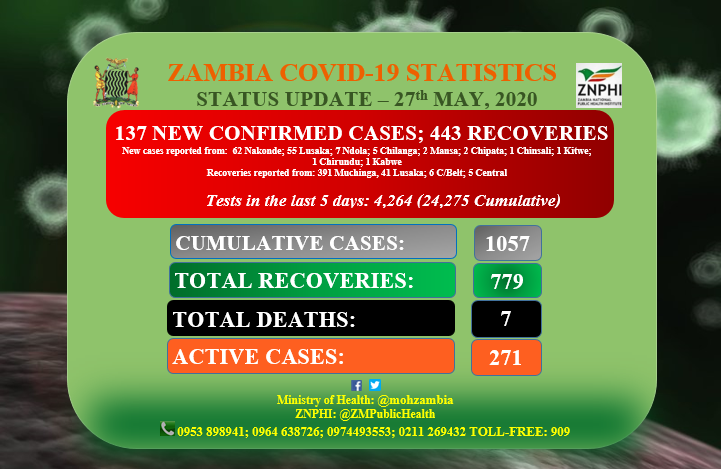 ZAMBIA COVID-19 STATISTICS
STATUS UPDATE – 27th MAY, 2020
ZNPHI
ZAMBIA NATIONAL
PUBLIC HEALTH INSTITUTE
137 NEW CONFIRMED CASES; 443 RECOVERIES
New cases reported from: 62 Nakonde; 55 Lusaka; 7 Ndola; 5 Chilanga; 2 Mansa; 2 Chipata; 1 Chinsali; 1 Kitwe;
1 Chirundu; 1 Kabwe
Recoveries reported from: 391 Muchinga, 41 Lusaka; 6 C/Belt; 5 Central
Tests in the last 5 days: 4,264 (24,275 Cumulative)
CUMULATIVE CASES: 1057
TOTAL RECOVERIES: 779
TOTAL DEATHS: 7
ACTIVE CASES: 271
Ministry of Health: @mohzambia
ZNPHI: @ZMPublicHealth
0953 898941; 0964 638726; 0974493553; 0211 269432 TOLL-FREE: 909